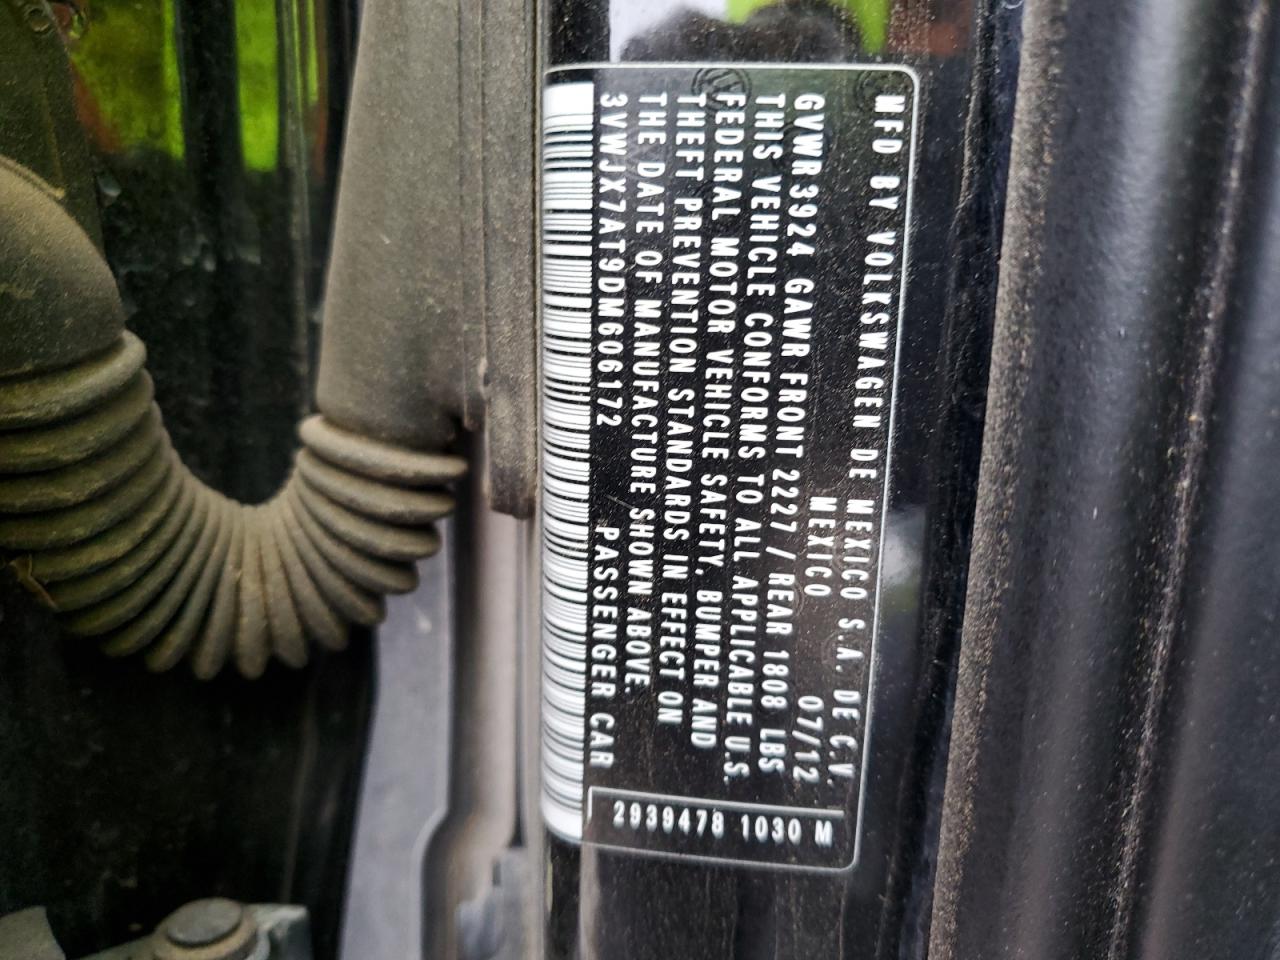 MFD BY VOLKSWAGEN DE MEXICO S.A. DE C.V.
MEXICO 07/12
GVWR 3924 GAWR FRONT 2227 / REAR 1808 LBS
THIS VEHICLE CONFORMS TO ALL APPLICABLE U.S.
FEDERAL MOTOR VEHICLE SAFETY, BUMPER AND
THEFT PREVENTION STANDARDS IN EFFECT ON
THE DATE OF MANUFACTURE SHOWN ABOVE.
3VWJX7AT9DM606172 PASSENGER CAR
2939478 1030 M